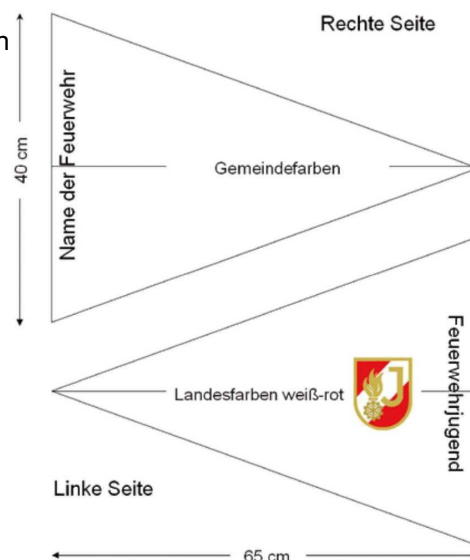 n
Rechte Seite
40 cm
Name der Feuerwehr
Gemeindefarben
Landesfarben weiß-rot
J
Feuerwehrjugend
Linke Seite
65 cm